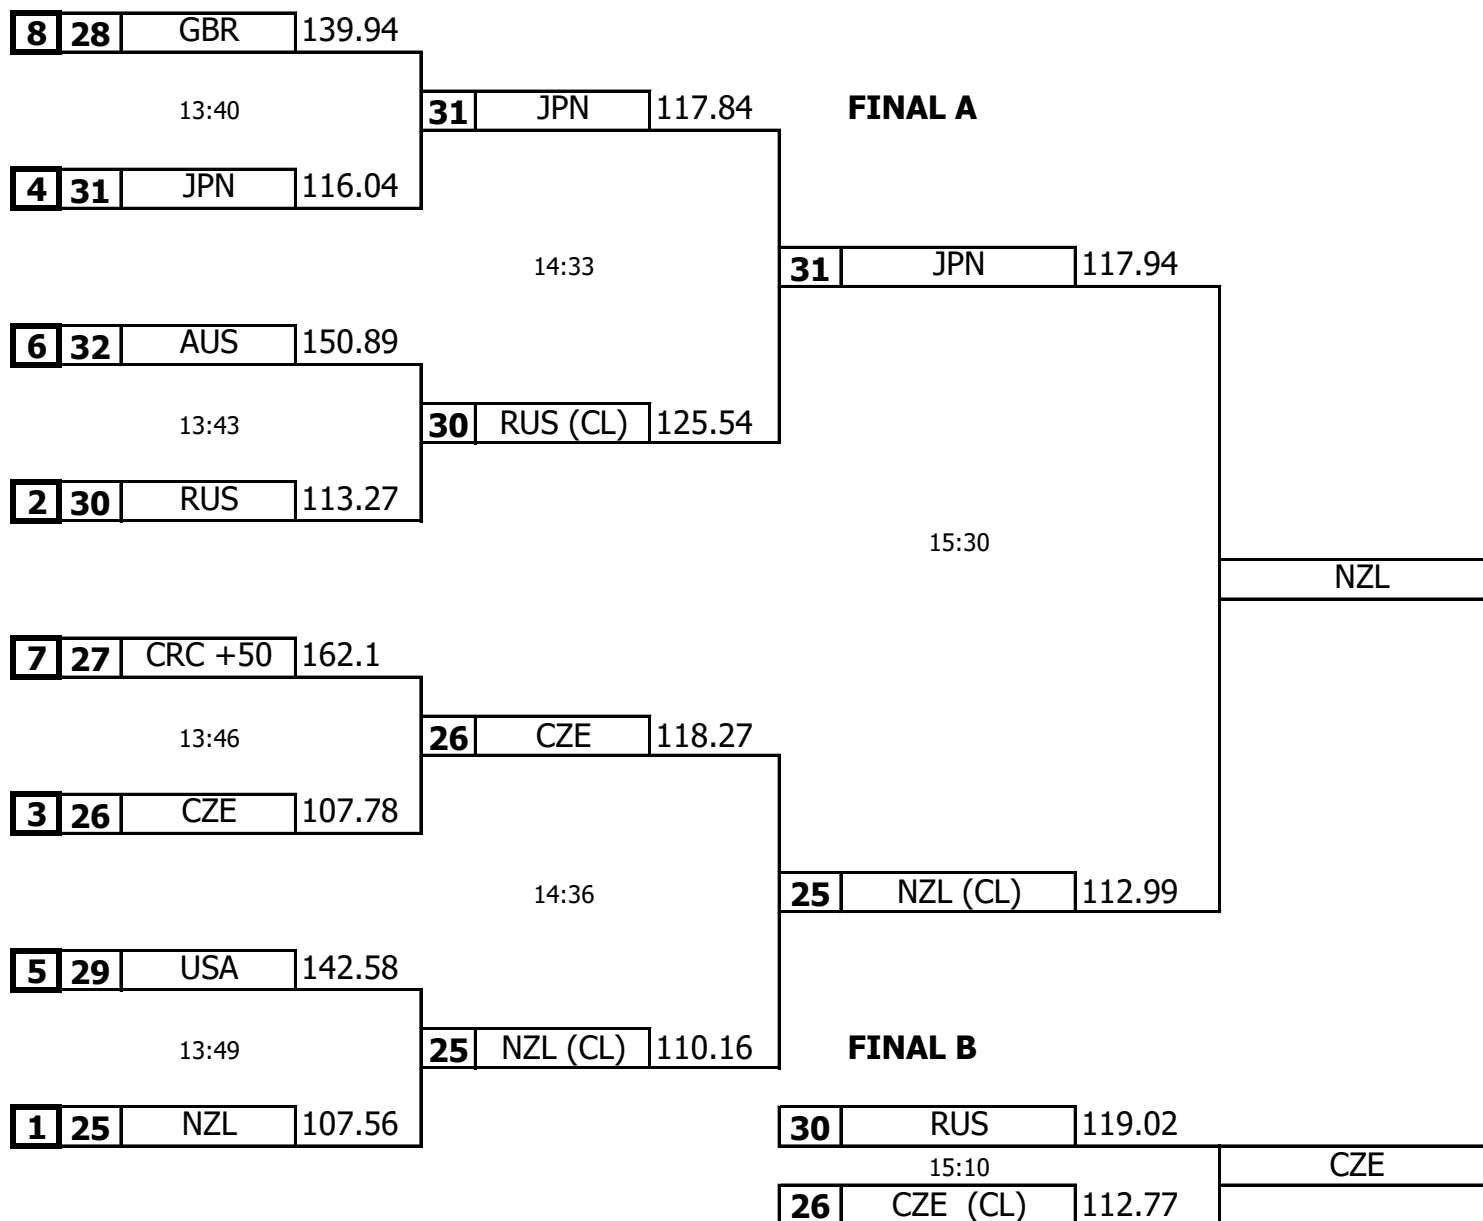 8 28 GBR 139.94
13:40 31 JPN 117.84 FINAL A
4 31 JPN 116.04
14:33 31 JPN 117.94
6 32 AUS 150.89
13:43 30 RUS (CL) 125.54
2 30 RUS 113.27
15:30
NZL
7 27 CRC +50 162.1
13:46 26 CZE 118.27
3 26 CZE 107.78
14:36 25 NZL (CL) 112.99
5 29 USA 142.58
13:49 25 NZL (CL) 110.16 FINAL B
1 25 NZL 107.56 30 RUS 119.02
15:10 CZE
26 CZE (CL) 112.77